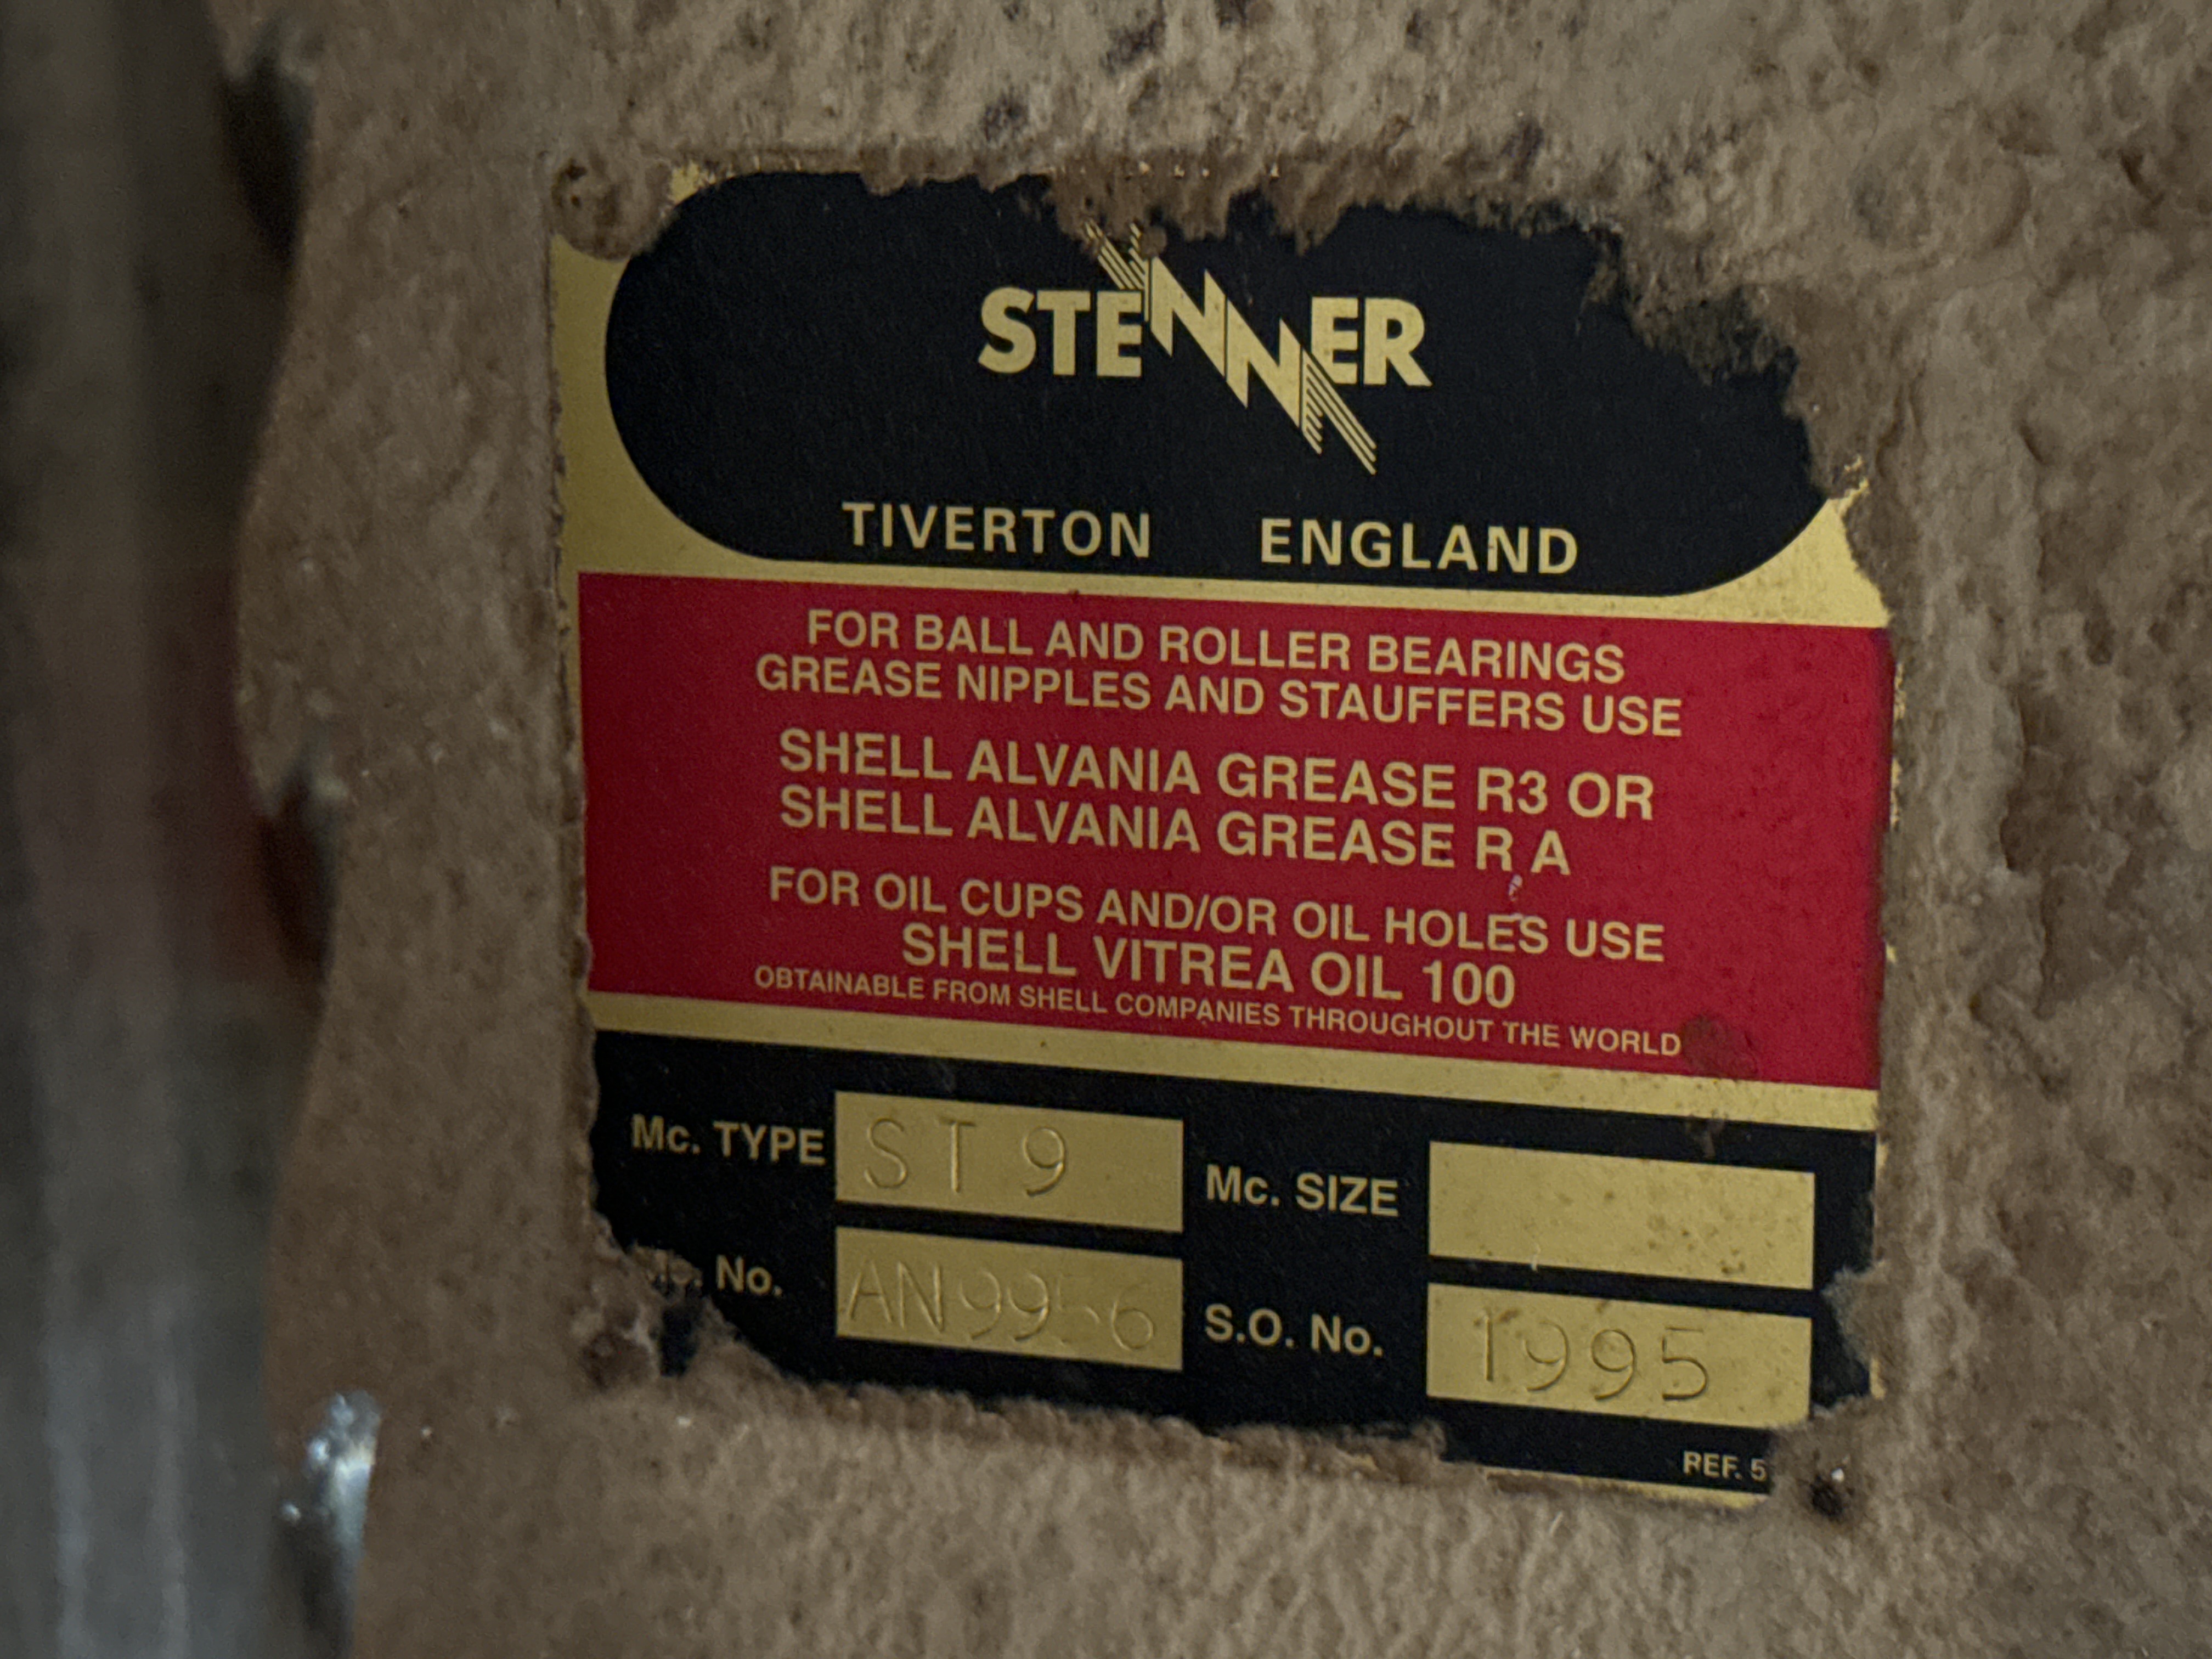 STENNER
TIVERTON ENGLAND
FOR BALL AND ROLLER BEARINGS
GREASE NIPPLES AND STAUFFERS USE
SHELL ALVANIA GREASE R3 OR
SHELL ALVANIA GREASE R A
FOR OIL CUPS AND/OR OIL HOLES USE
SHELL VITREA OIL 100
OBTAINABLE FROM SHELL COMPANIES THROUGHOUT THE WORLD
Mc. TYPE ST9 Mc. SIZE
No. AN9956 S.O. No. 1995
REF. 5